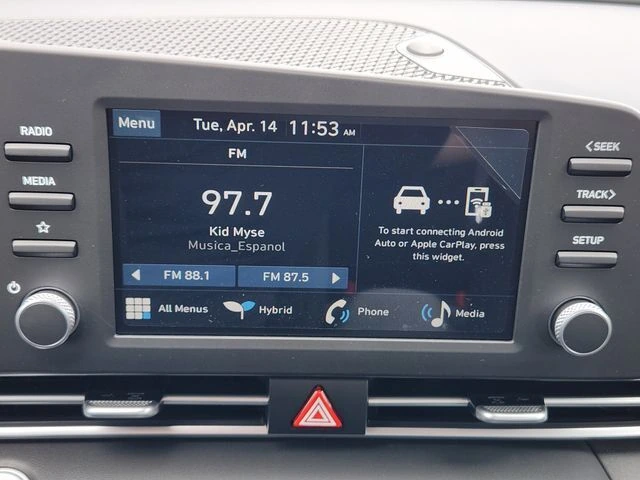 RADIO
MEDIA
Menu
Tue, Apr. 14 11:53 AM
FM
97.7
Kid Myse
Musica_Espanol
FM 88.1
FM 87.5
To start connecting Android
Auto or Apple CarPlay, press
this widget.
All Menus
Hybrid
Phone
Media
<SEEK
TRACK>
SETUP